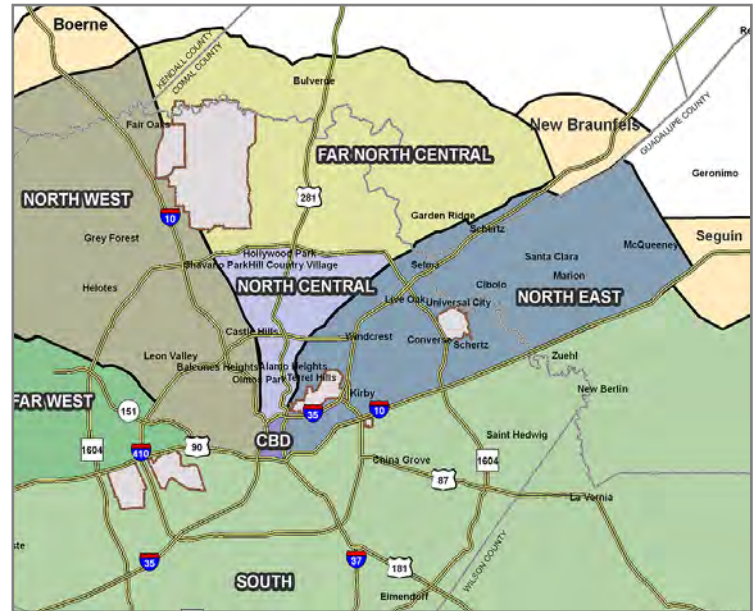 Boerne
KENDALL COUNTY
COMAL COUNTY
Bulverde
Fair Oaks
New Braunfels
GUADALUPE COUNTY
FAR NORTH CENTRAL
Geronimo
NORTH WEST
281
10
Garden Ridge
Schertz
Grey Forest
Seguin
McQueeney
Hollywood Park
Santa Clara
Shavano Park
Hill Country Village
Selma
Marion
NORTH CENTRAL
Cibolo
Helotes
NORTH EAST
Live Oak
Universal City
Castle Hills
Windcrest
Converse
Schertz
Leon Valley
Zuehl
Balcones Heights
Alamo Heights
Olmos Park
Terrel Hills
New Berlin
Kirby
FAR WEST
151
35
10
Saint Hedwig
CBD
90
1604
410
China Grove
1604
87
La Vernia
WILSON COUNTY
35
37
181
SOUTH
Elmendorf